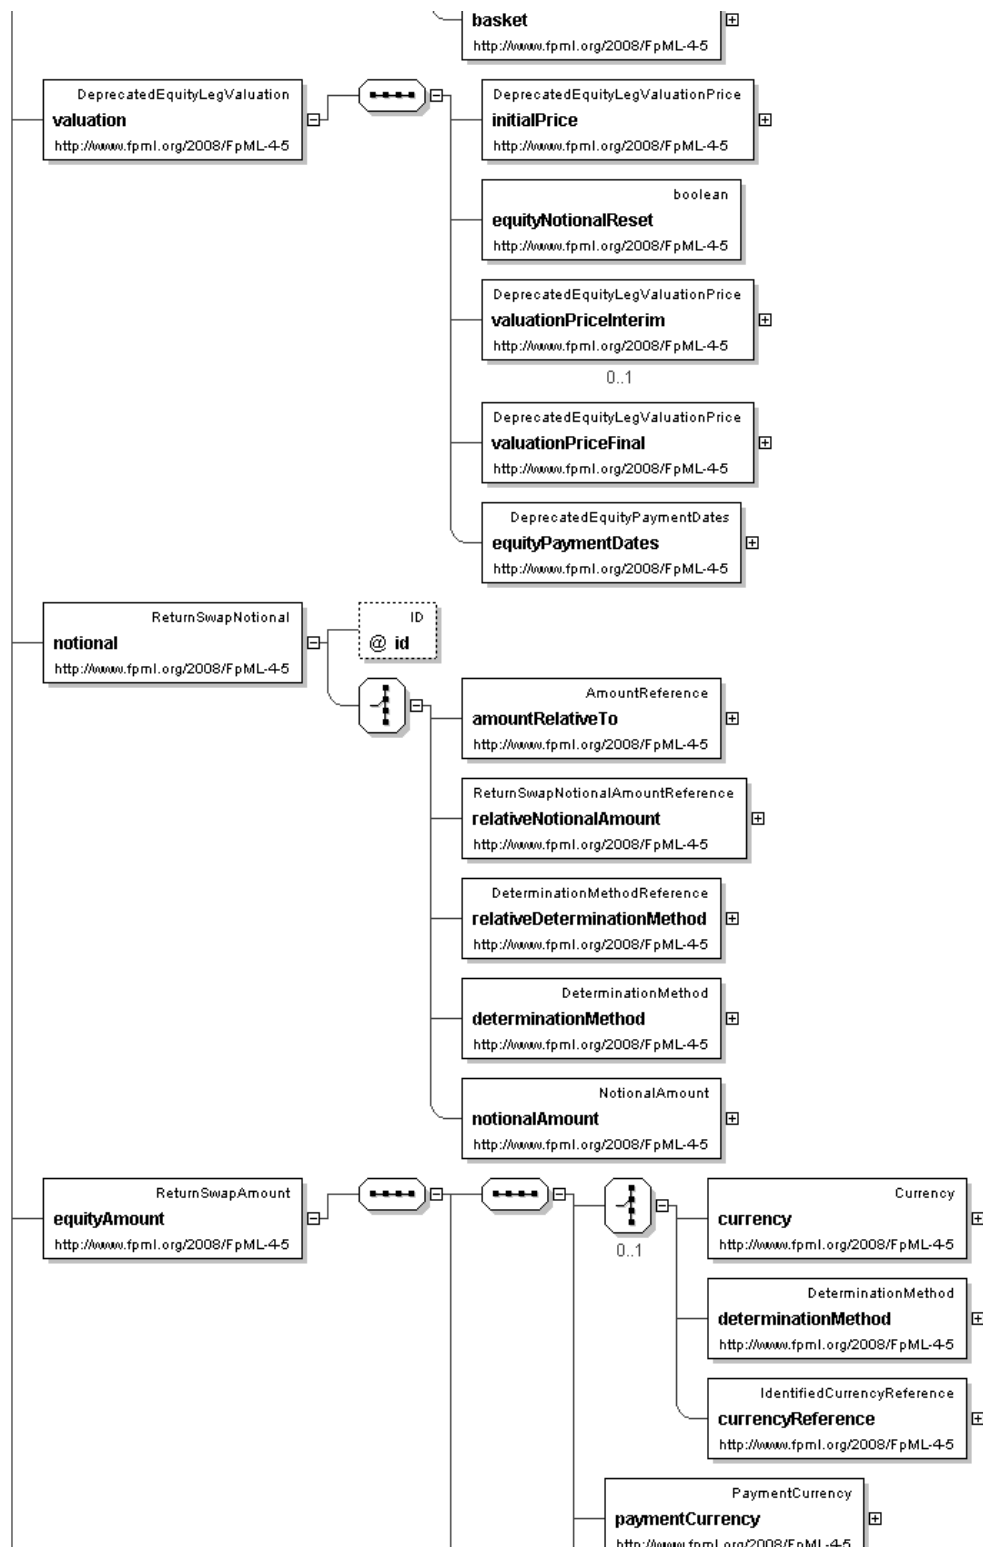 basket
http://www.fpml.org/2008/FpML-4-5
DeprecatedEquityLegValuation
valuation
http://www.fpml.org/2008/FpML-4-5
DeprecatedEquityLegValuationPrice
initialPrice
http://www.fpml.org/2008/FpML-4-5
boolean
equityNotionalReset
http://www.fpml.org/2008/FpML-4-5
DeprecatedEquityLegValuationPrice
valuationPriceInterim
http://www.fpml.org/2008/FpML-4-5
0..1
DeprecatedEquityLegValuationPrice
valuationPriceFinal
http://www.fpml.org/2008/FpML-4-5
DeprecatedEquityPaymentDates
equityPaymentDates
http://www.fpml.org/2008/FpML-4-5
ReturnSwapNotional
notional
http://www.fpml.org/2008/FpML-4-5
ID
@ id
AmountReference
amountRelativeTo
http://www.fpml.org/2008/FpML-4-5
ReturnSwapNotionalAmountReference
relativeNotionalAmount
http://www.fpml.org/2008/FpML-4-5
DeterminationMethodReference
relativeDeterminationMethod
http://www.fpml.org/2008/FpML-4-5
DeterminationMethod
determinationMethod
http://www.fpml.org/2008/FpML-4-5
NotionalAmount
notionalAmount
http://www.fpml.org/2008/FpML-4-5
ReturnSwapAmount
equityAmount
http://www.fpml.org/2008/FpML-4-5
0..1
Currency
currency
http://www.fpml.org/2008/FpML-4-5
DeterminationMethod
determinationMethod
http://www.fpml.org/2008/FpML-4-5
IdentifiedCurrencyReference
currencyReference
http://www.fpml.org/2008/FpML-4-5
PaymentCurrency
paymentCurrency
http://www.fpml.org/2008/FpML-4-5